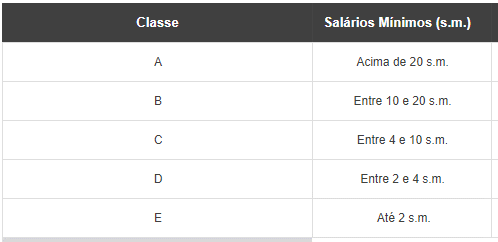 Classe Salários Mínimos (s.m.)
A Acima de 20 s.m.
B Entre 10 e 20 s.m.
C Entre 4 e 10 s.m.
D Entre 2 e 4 s.m.
E Até 2 s.m.